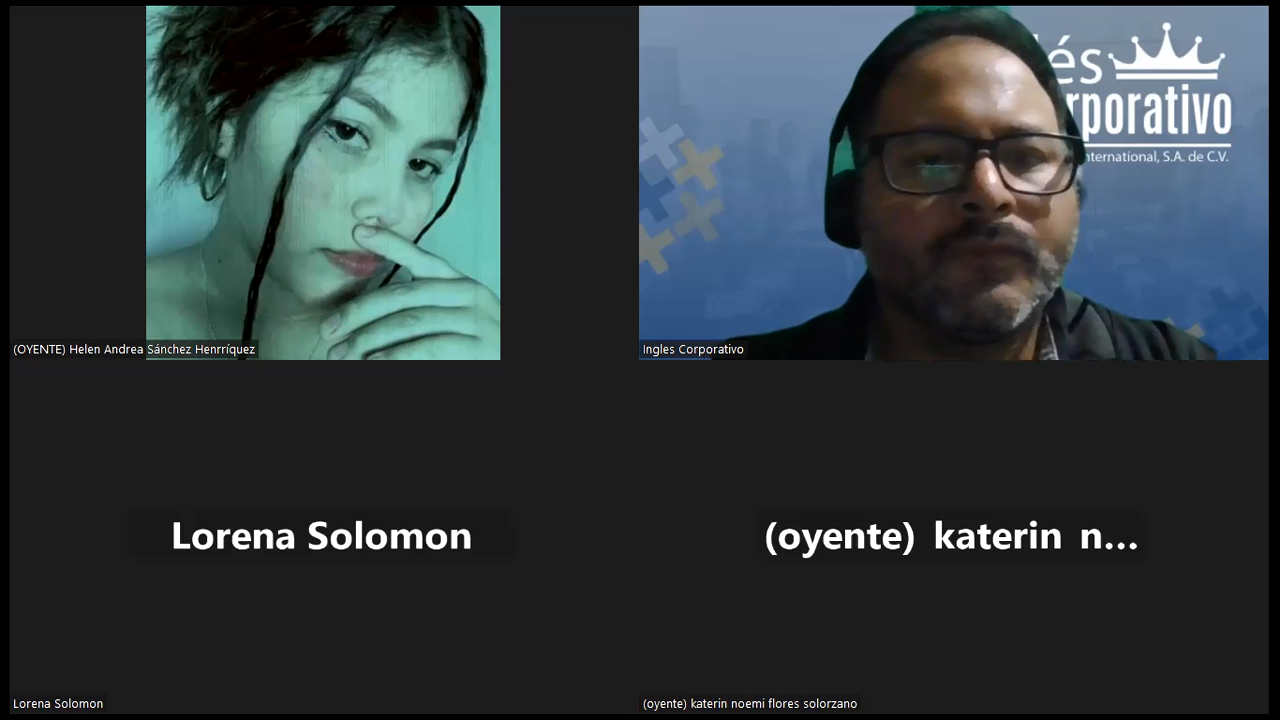 és
rporativo
nternational, S.A. de C.V.
(OYENTE) Helen Andrea Sánchez Henrríquez
Ingles Corporativo
Lorena Solomon
(oyente) katerin n...
Lorena Solomon
(oyente) katerin noemi flores solorzano